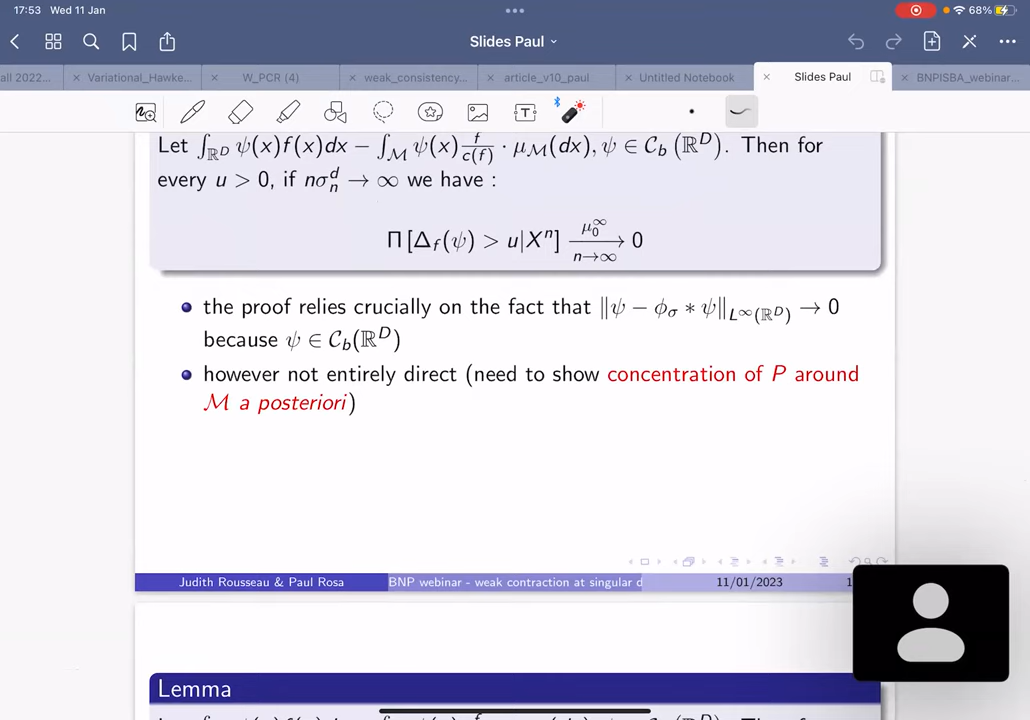 17:53 Wed 11 Jan
68%
Slides Paul
all 2022...
Variational_Hawke...
W_PCR (4)
weak_consistency...
article_v10_paul
Untitled Notebook
Slides Paul
BNPISBA_webinar...
Let ∫_{ℝ^D} ψ(x)f(x)dx − ∫_ℳ ψ(x) f/c(f) · μ_ℳ(dx), ψ ∈ 𝒞_b (ℝ^D). Then for
every u > 0, if nσ_n^d → ∞ we have :
Π [Δ_f(ψ) > u|X^n] →^{μ_0^∞}_{n→∞} 0
the proof relies crucially on the fact that ‖ψ − ϕ_σ * ψ‖_{L^∞(ℝ^D)} → 0
because ψ ∈ 𝒞_b(ℝ^D)
however not entirely direct (need to show concentration of P around
ℳ a posteriori)
Judith Rousseau & Paul Rosa
BNP webinar - weak contraction at singular d
11/01/2023
1
Lemma